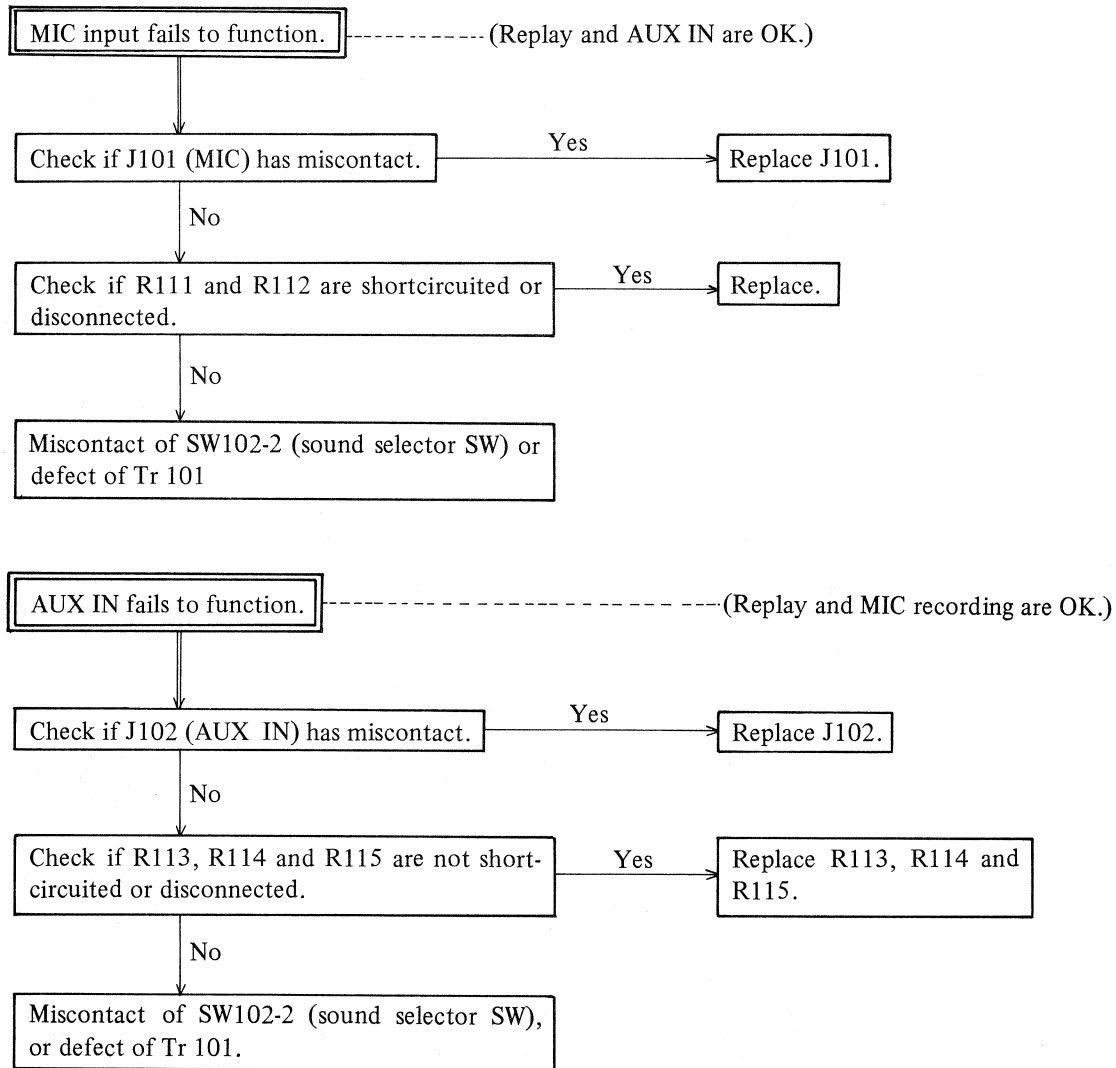 MIC input fails to function.
(Replay and AUX IN are OK.)
Check if J101 (MIC) has miscontact.
Yes
Replace J101.
No
Check if R111 and R112 are shortcircuited or
disconnected.
Yes
Replace.
No
Miscontact of SW102-2 (sound selector SW) or
defect of Tr 101
AUX IN fails to function.
(Replay and MIC recording are OK.)
Check if J102 (AUX IN) has miscontact.
Yes
Replace J102.
No
Check if R113, R114 and R115 are not short-
circuited or disconnected.
Yes
Replace R113, R114 and
R115.
No
Miscontact of SW102-2 (sound selector SW),
or defect of Tr 101.